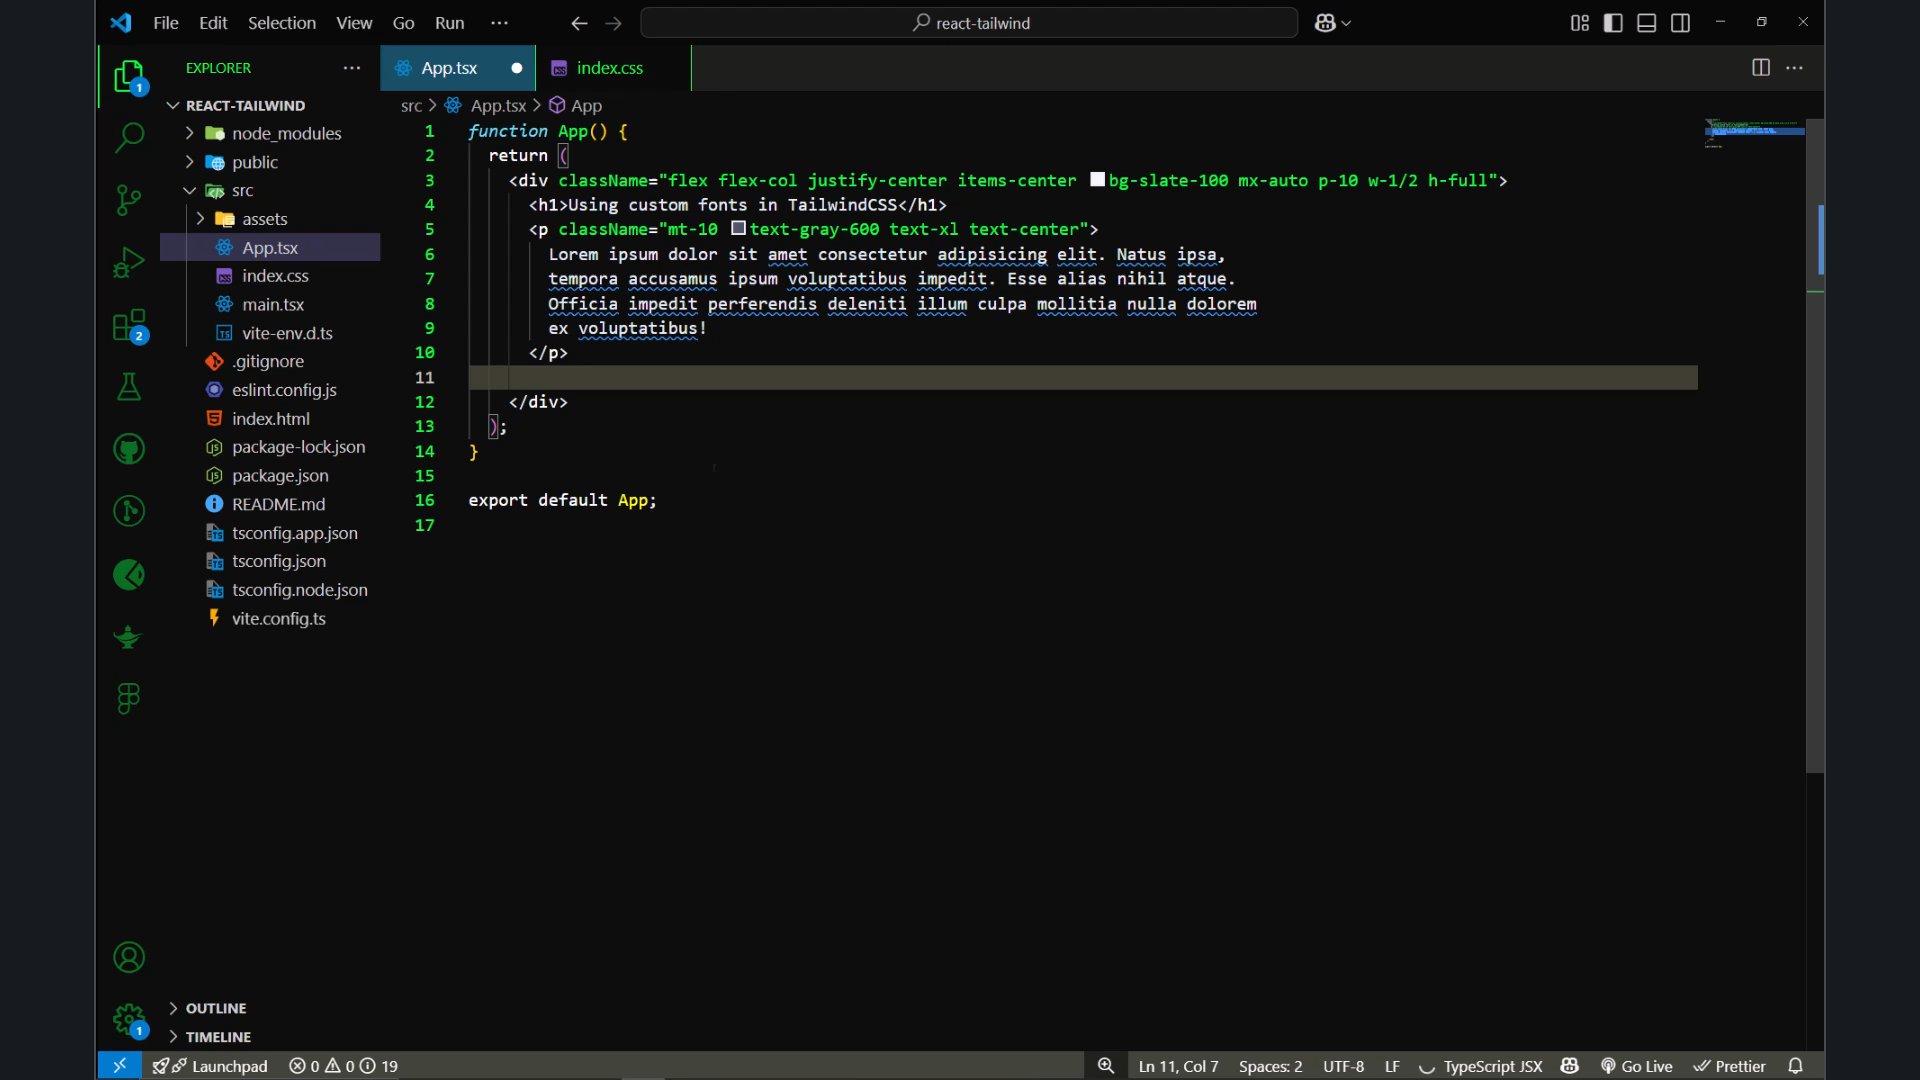 File Edit Selection View Go Run ··· react-tailwind
EXPLORER ··· App.tsx index.css
src > App.tsx > App
REACT-TAILWIND
node_modules
public
src
assets
App.tsx
index.css
main.tsx
vite-env.d.ts
.gitignore
eslint.config.js
index.html
package-lock.json
package.json
README.md
tsconfig.app.json
tsconfig.json
tsconfig.node.json
vite.config.ts
1 function App() {
2 return (
3 <div className="flex flex-col justify-center items-center bg-slate-100 mx-auto p-10 w-1/2 h-full">
4 <h1>Using custom fonts in TailwindCSS</h1>
5 <p className="mt-10 text-gray-600 text-xl text-center">
6 Lorem ipsum dolor sit amet consectetur adipisicing elit. Natus ipsa,
7 tempora accusamus ipsum voluptatibus impedit. Esse alias nihil atque.
8 Officia impedit perferendis deleniti illum culpa mollitia nulla dolorem
9 ex voluptatibus!
10 </p>
11
12 </div>
13 );
14 }
15
16 export default App;
17
1
2
OUTLINE
1
TIMELINE
Launchpad 0 0 19 Ln 11, Col 7 Spaces: 2 UTF-8 LF TypeScript JSX Go Live Prettier